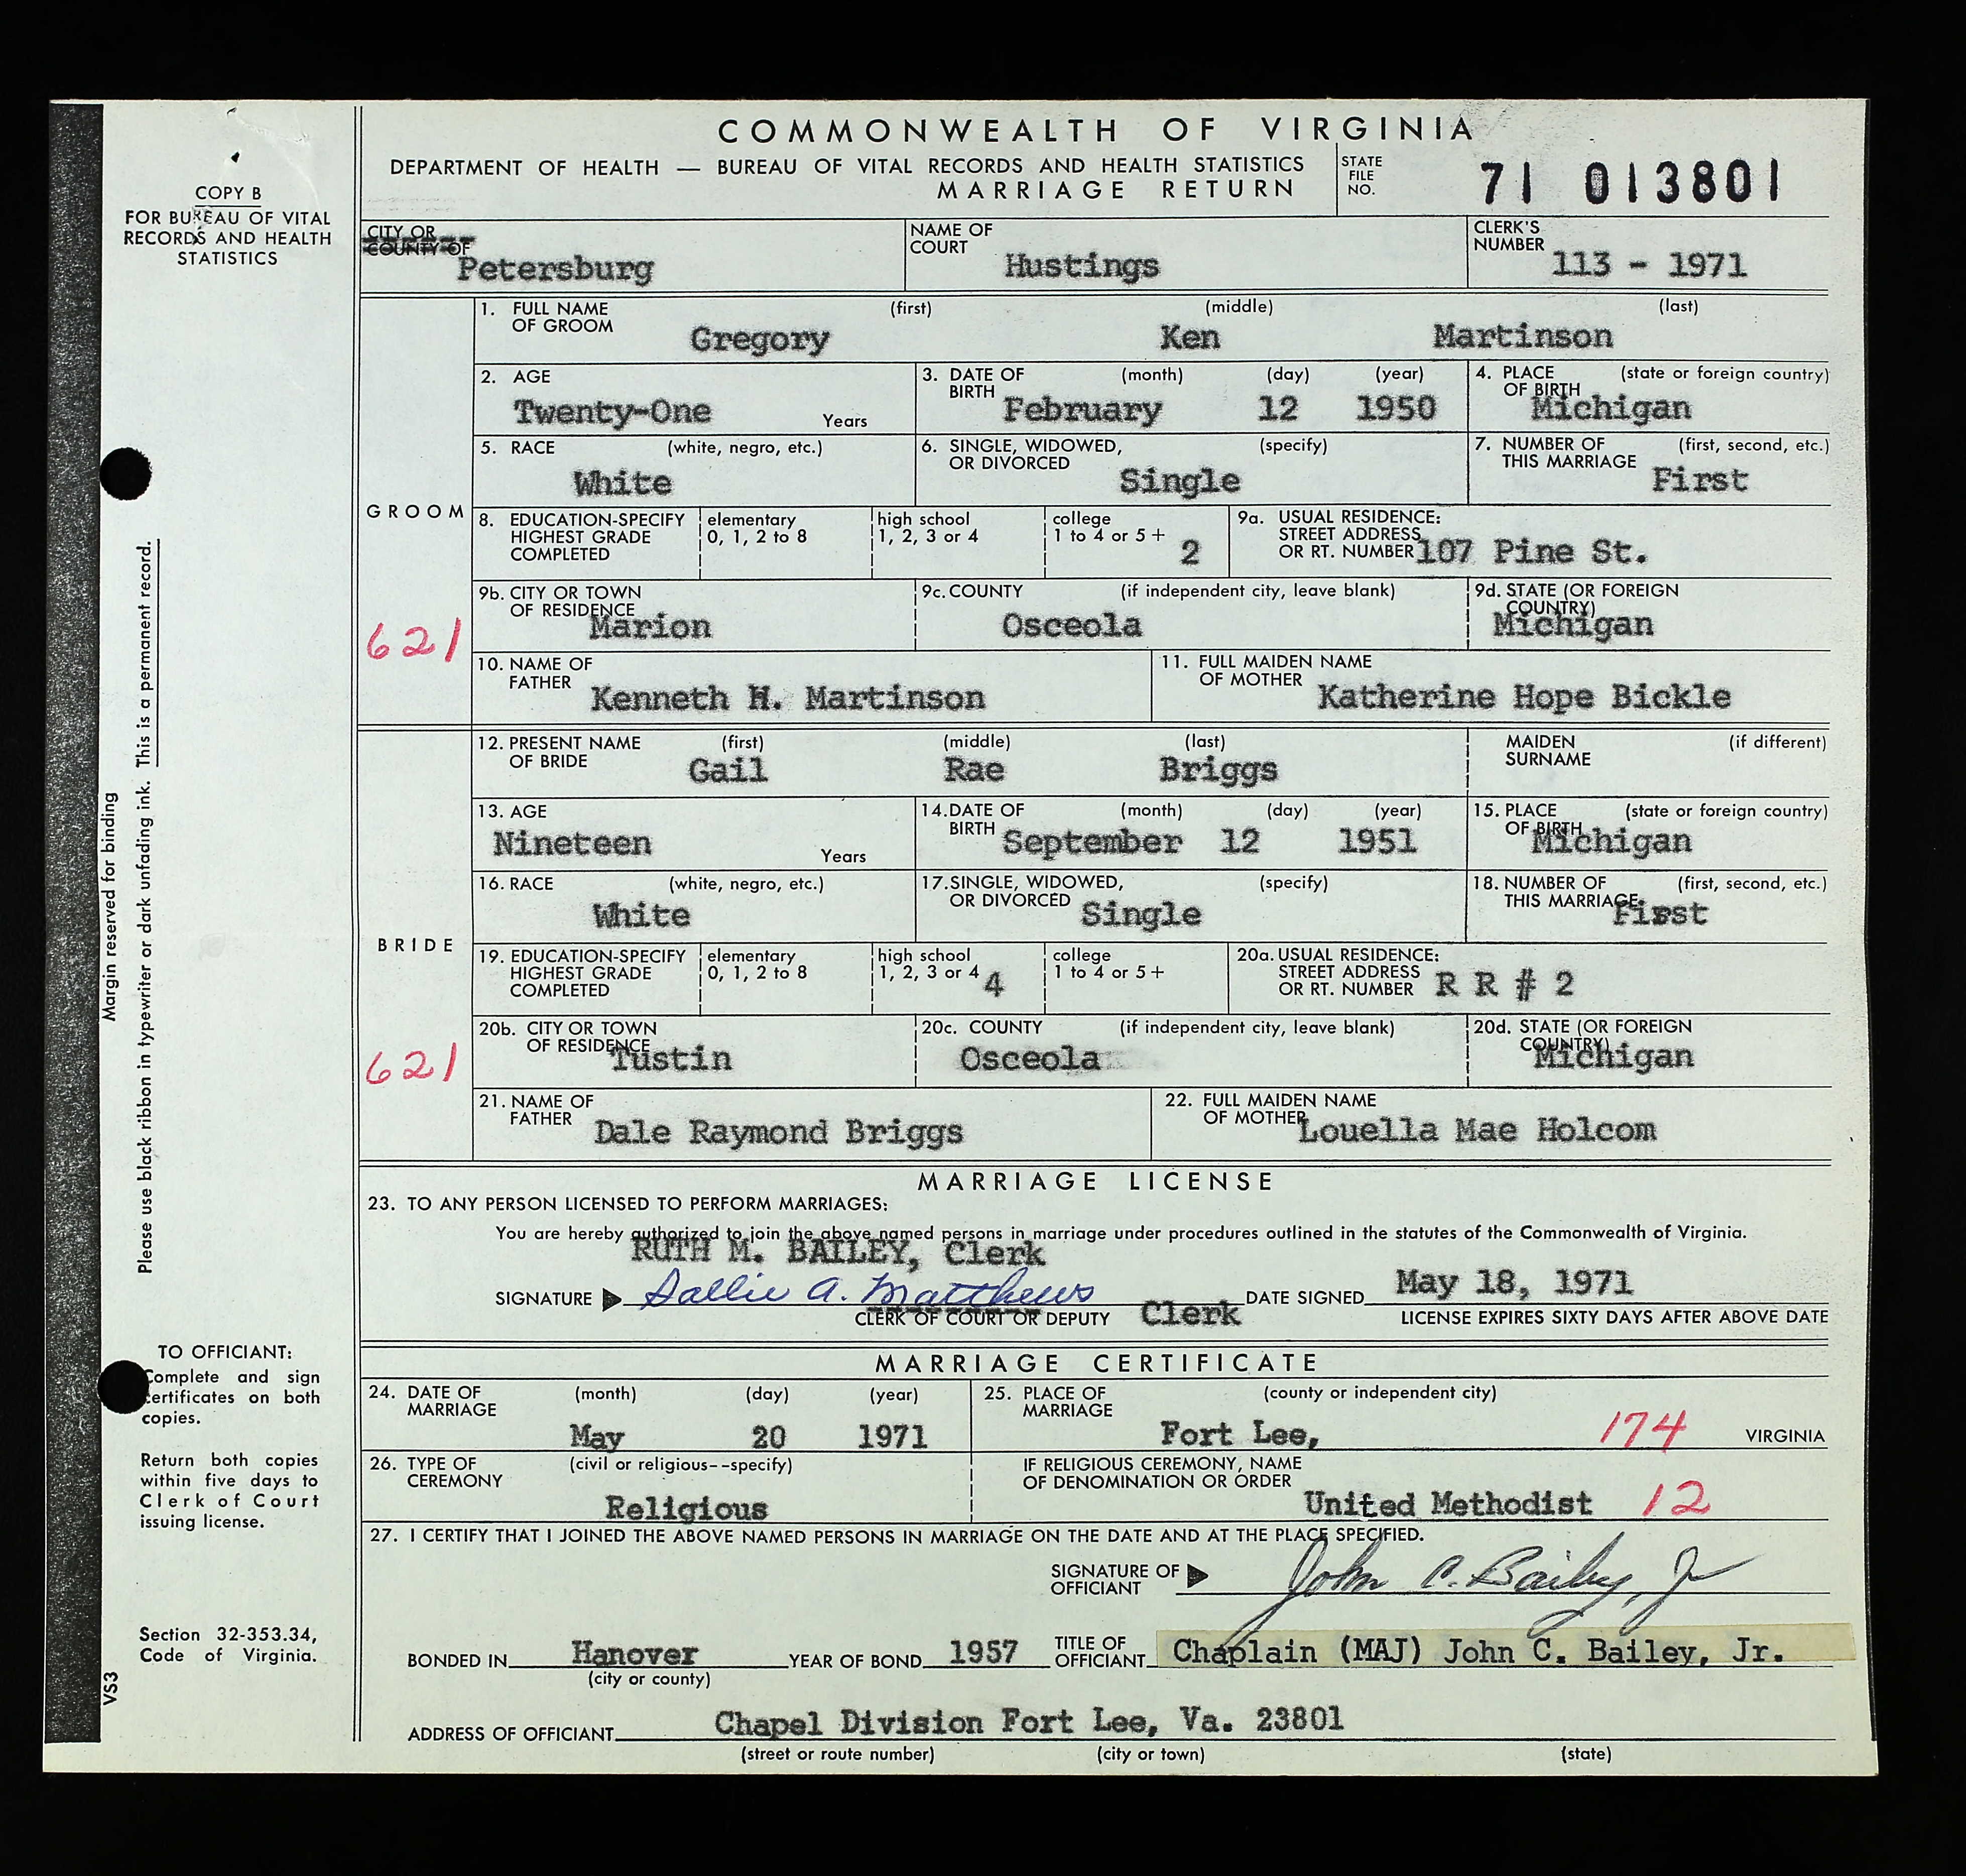 COMMONWEALTH OF VIRGINIA
DEPARTMENT OF HEALTH — BUREAU OF VITAL RECORDS AND HEALTH STATISTICS
MARRIAGE RETURN
STATE FILE NO. 71 013801
COPY B
FOR BUREAU OF VITAL
RECORDS AND HEALTH
STATISTICS
CITY OR
COUNTY OF Petersburg
NAME OF COURT Hustings
CLERK'S NUMBER 113 - 1971
GROOM
621
1. FULL NAME OF GROOM (first) (middle) (last)
Gregory Ken Martinson
2. AGE Twenty-One Years
3. DATE OF BIRTH (month) (day) (year) February 12 1950
4. PLACE OF BIRTH (state or foreign country) Michigan
5. RACE (white, negro, etc.) White
6. SINGLE, WIDOWED, OR DIVORCED (specify) Single
7. NUMBER OF THIS MARRIAGE (first, second, etc.) First
8. EDUCATION-SPECIFY HIGHEST GRADE COMPLETED
elementary 0, 1, 2 to 8
high school 1, 2, 3 or 4
college 1 to 4 or 5+ 2
9a. USUAL RESIDENCE: STREET ADDRESS OR RT. NUMBER 107 Pine St.
9b. CITY OR TOWN OF RESIDENCE Marion
9c. COUNTY (if independent city, leave blank) Osceola
9d. STATE (OR FOREIGN COUNTRY) Michigan
10. NAME OF FATHER Kenneth H. Martinson
11. FULL MAIDEN NAME OF MOTHER Katherine Hope Bickle
BRIDE
621
12. PRESENT NAME OF BRIDE (first) (middle) (last)
Gail Rae Briggs
MAIDEN SURNAME (if different)
13. AGE Nineteen Years
14. DATE OF BIRTH (month) (day) (year) September 12 1951
15. PLACE OF BIRTH (state or foreign country) Michigan
16. RACE (white, negro, etc.) White
17. SINGLE, WIDOWED, OR DIVORCED (specify) Single
18. NUMBER OF THIS MARRIAGE (first, second, etc.) First
19. EDUCATION-SPECIFY HIGHEST GRADE COMPLETED
elementary 0, 1, 2 to 8
high school 1, 2, 3 or 4 4
college 1 to 4 or 5+
20a. USUAL RESIDENCE: STREET ADDRESS OR RT. NUMBER R R # 2
20b. CITY OR TOWN OF RESIDENCE Tustin
20c. COUNTY (if independent city, leave blank) Osceola
20d. STATE (OR FOREIGN COUNTRY) Michigan
21. NAME OF FATHER Dale Raymond Briggs
22. FULL MAIDEN NAME OF MOTHER Louella Mae Holcom
MARRIAGE LICENSE
23. TO ANY PERSON LICENSED TO PERFORM MARRIAGES:
You are hereby authorized to join the above named persons in marriage under procedures outlined in the statutes of the Commonwealth of Virginia.
RUTH M. BAILEY, Clerk
SIGNATURE Sallie A. Matthews
CLERK OF COURT OR DEPUTY Clerk
DATE SIGNED May 18, 1971
LICENSE EXPIRES SIXTY DAYS AFTER ABOVE DATE
MARRIAGE CERTIFICATE
24. DATE OF MARRIAGE (month) (day) (year)
May 20 1971
25. PLACE OF MARRIAGE (county or independent city)
Fort Lee, 174 VIRGINIA
26. TYPE OF CEREMONY (civil or religious--specify)
Religious
IF RELIGIOUS CEREMONY, NAME OF DENOMINATION OR ORDER
United Methodist 12
27. I CERTIFY THAT I JOINED THE ABOVE NAMED PERSONS IN MARRIAGE ON THE DATE AND AT THE PLACE SPECIFIED.
SIGNATURE OF OFFICIANT John C. Bailey, Jr
BONDED IN Hanover (city or county)
YEAR OF BOND 1957
TITLE OF OFFICIANT Chaplain (MAJ) John C. Bailey, Jr.
ADDRESS OF OFFICIANT Chapel Division Fort Lee, Va. 23801
(street or route number) (city or town) (state)
Margin reserved for binding
Please use black ribbon in typewriter or dark unfading ink. This is a permanent record.
TO OFFICIANT:
Complete and sign
certificates on both
copies.
Return both copies
within five days to
Clerk of Court
issuing license.
Section 32-353.34,
Code of Virginia.
VS3